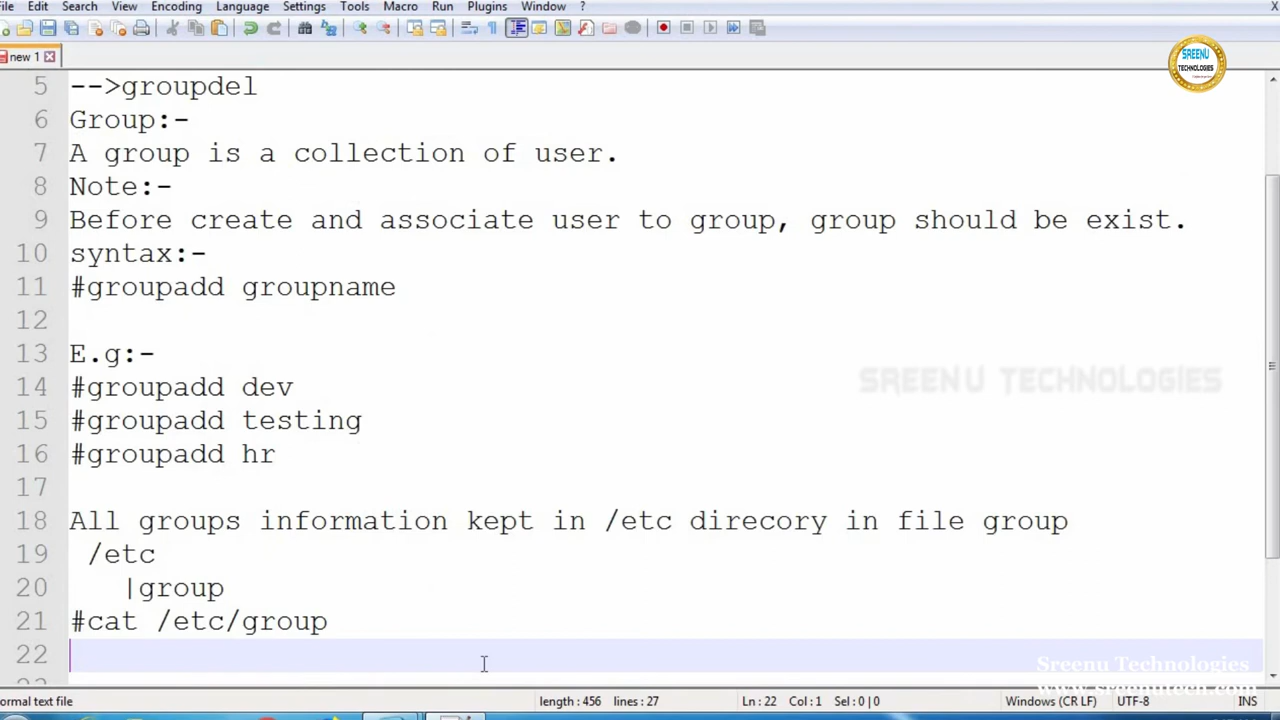 File Edit Search View Encoding Language Settings Tools Macro Run Plugins Window ? X
new 1
SREENU
TECHNOLOGIES
5 -->groupdel
6 Group:-
7 A group is a collection of user.
8 Note:-
9 Before create and associate user to group, group should be exist.
10 syntax:-
11 #groupadd groupname
12
13 E.g:-
14 #groupadd dev
SREENU TECHNOLOGIES
15 #groupadd testing
16 #groupadd hr
17
18 All groups information kept in /etc direcory in file group
19 /etc
20 |group
21 #cat /etc/group
22
Sreenu Technologies
www.sreenutech.com
ormal text file length : 456 lines : 27 Ln : 22 Col : 1 Sel : 0 | 0 Windows (CR LF) UTF-8 INS